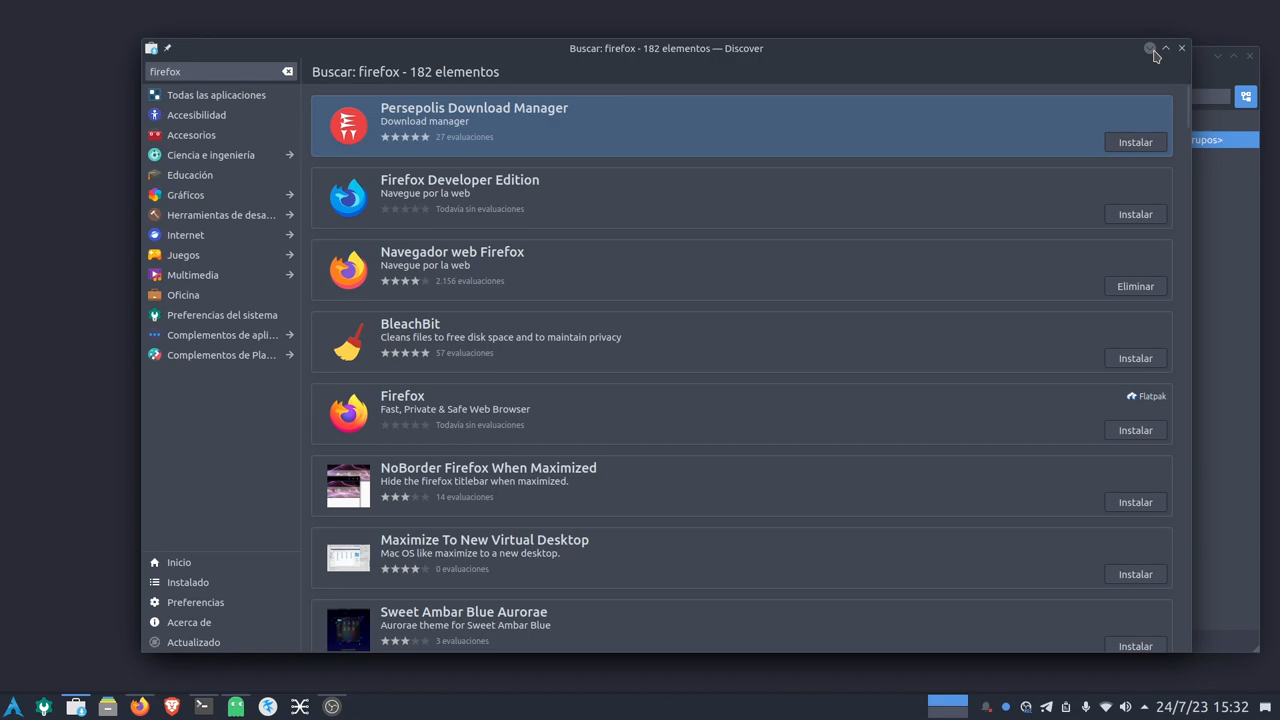 Buscar: firefox - 182 elementos — Discover
firefox
Buscar: firefox - 182 elementos
Todas las aplicaciones
Accesibilidad
Accesorios
Ciencia e ingeniería
Educación
Gráficos
Herramientas de desa...
Internet
Juegos
Multimedia
Oficina
Preferencias del sistema
Complementos de apli...
Complementos de Pla...
Inicio
Instalado
Preferencias
Acerca de
Actualizado
Persepolis Download Manager
Download manager
27 evaluaciones
Instalar
Firefox Developer Edition
Navegue por la web
Todavía sin evaluaciones
Instalar
Navegador web Firefox
Navegue por la web
2.156 evaluaciones
Eliminar
BleachBit
Cleans files to free disk space and to maintain privacy
57 evaluaciones
Instalar
Firefox
Flatpak
Fast, Private & Safe Web Browser
Todavía sin evaluaciones
Instalar
NoBorder Firefox When Maximized
Hide the firefox titlebar when maximized.
14 evaluaciones
Instalar
Maximize To New Virtual Desktop
Mac OS like maximize to a new desktop.
0 evaluaciones
Instalar
Sweet Ambar Blue Aurorae
Aurorae theme for Sweet Ambar Blue
3 evaluaciones
Instalar
rupos>
24/7/23 15:32